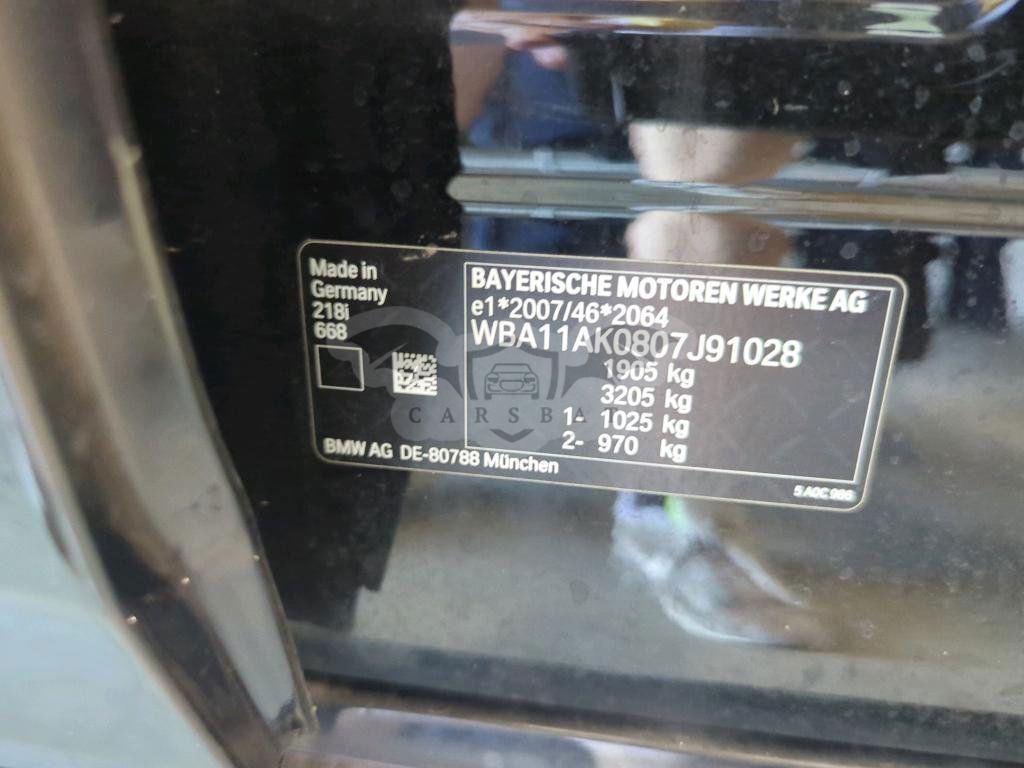 Made in
Germany
218i
668
BMW AG DE-80788 München
BAYERISCHE MOTOREN WERKE AG
e1*2007/46*2064
WBA11AK0807J91028
1905 kg
3205 kg
1- 1025 kg
2- 970 kg
CARSBA